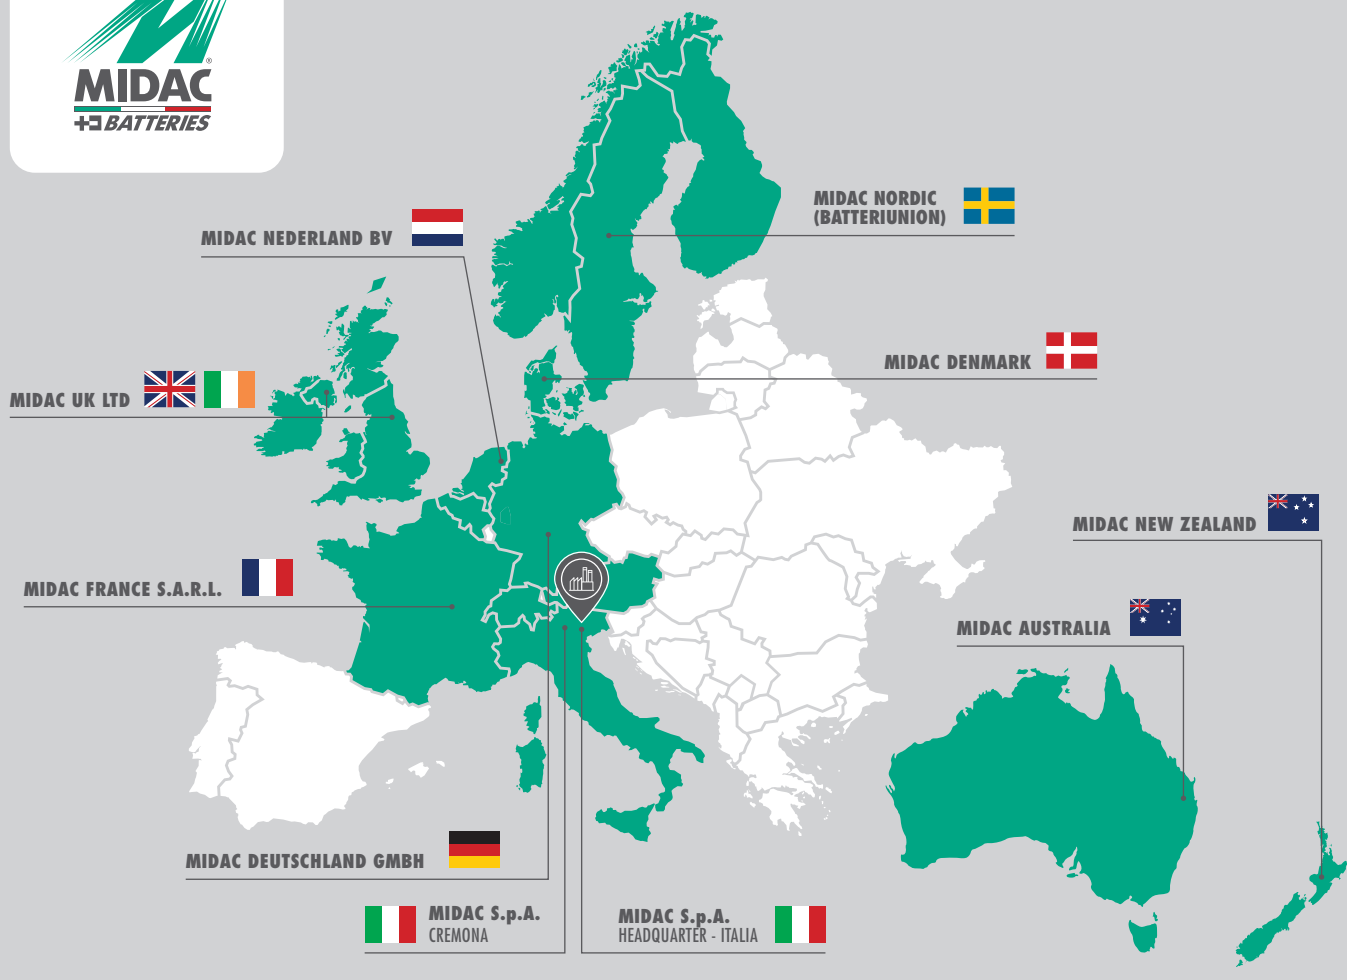 MIDAC
BATTERIES
MIDAC NORDIC
(BATTERIUNION)
MIDAC NEDERLAND BV
MIDAC DENMARK
MIDAC UK LTD
MIDAC NEW ZEALAND
MIDAC FRANCE S.A.R.L.
MIDAC AUSTRALIA
MIDAC DEUTSCHLAND GMBH
MIDAC S.p.A.
CREMONA
MIDAC S.p.A.
HEADQUARTER - ITALIA